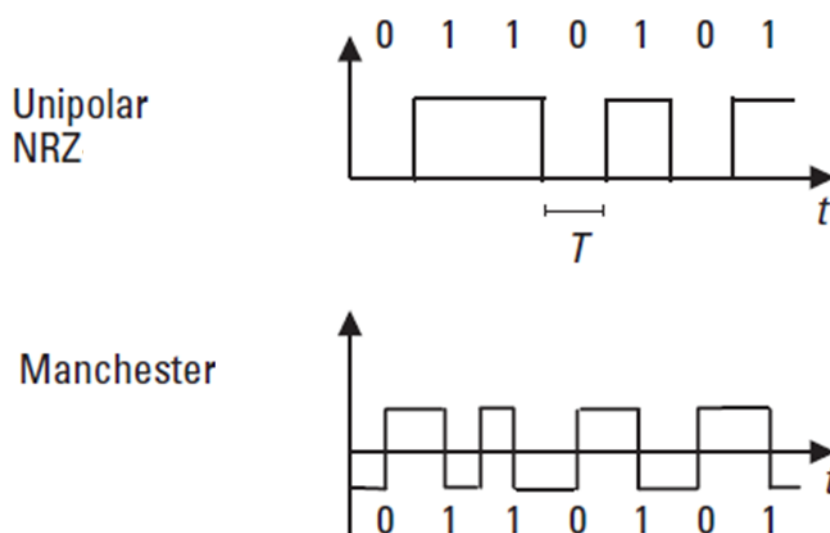 0 1 1 0 1 0 1
Unipolar
NRZ
t
T
Manchester
t
0 1 1 0 1 0 1